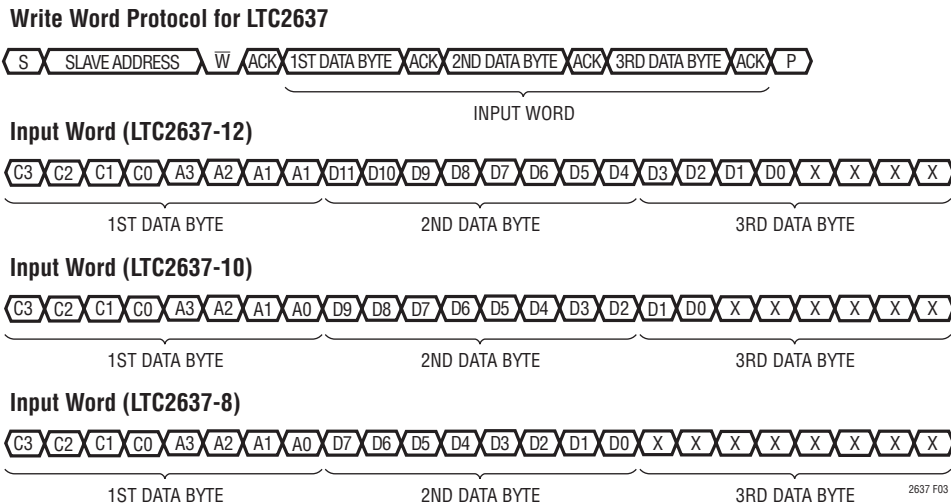 Write Word Protocol for LTC2637
S SLAVE ADDRESS W̅ ACK 1ST DATA BYTE ACK 2ND DATA BYTE ACK 3RD DATA BYTE ACK P
INPUT WORD
Input Word (LTC2637-12)
C3 C2 C1 C0 A3 A2 A1 A1 D11 D10 D9 D8 D7 D6 D5 D4 D3 D2 D1 D0 X X X X
1ST DATA BYTE 2ND DATA BYTE 3RD DATA BYTE
Input Word (LTC2637-10)
C3 C2 C1 C0 A3 A2 A1 A0 D9 D8 D7 D6 D5 D4 D3 D2 D1 D0 X X X X X X
1ST DATA BYTE 2ND DATA BYTE 3RD DATA BYTE
Input Word (LTC2637-8)
C3 C2 C1 C0 A3 A2 A1 A0 D7 D6 D5 D4 D3 D2 D1 D0 X X X X X X X X
1ST DATA BYTE 2ND DATA BYTE 3RD DATA BYTE 2637 F03